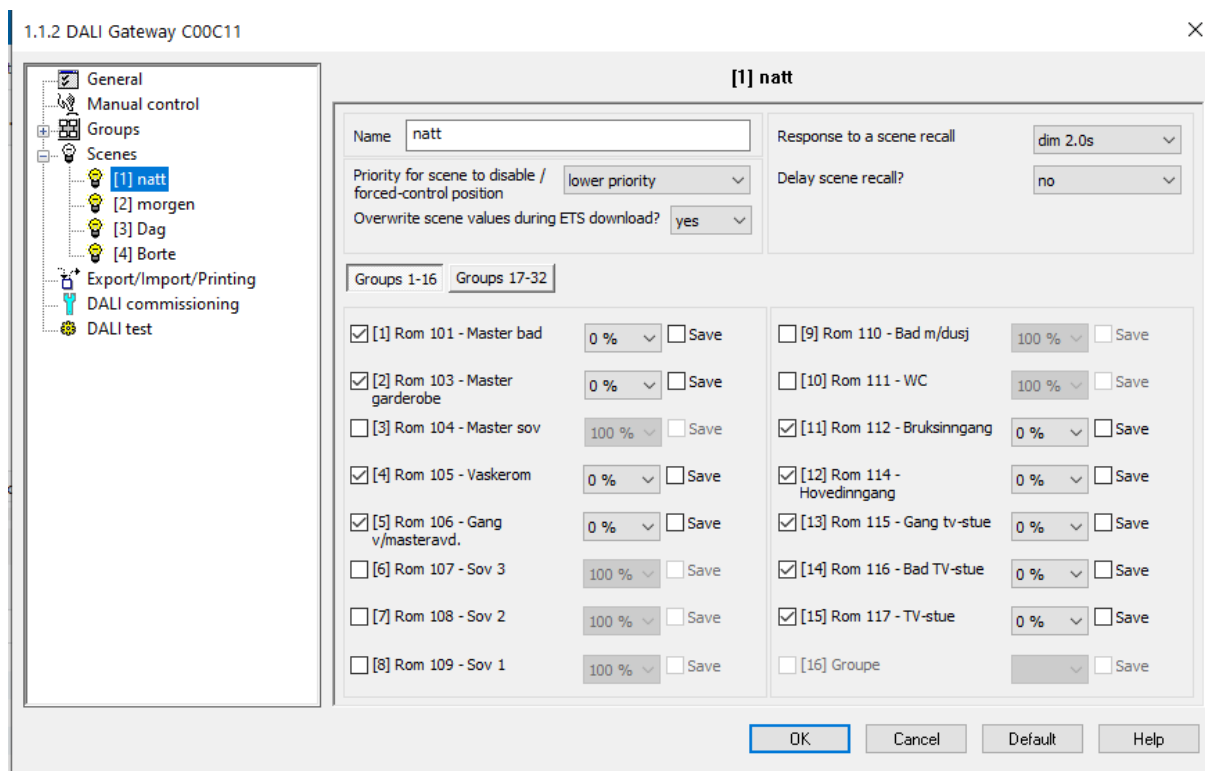 1.1.2 DALI Gateway C00C11
General
Manual control
Groups
Scenes
[1] natt
[2] morgen
[3] Dag
[4] Borte
Export/Import/Printing
DALI commissioning
DALI test
[1] natt
Name natt
Priority for scene to disable /
forced-control position lower priority
Overwrite scene values during ETS download? yes
Response to a scene recall dim 2.0s
Delay scene recall? no
Groups 1-16 Groups 17-32
[1] Rom 101 - Master bad 0 % Save
[2] Rom 103 - Master
garderobe 0 % Save
[3] Rom 104 - Master sov 100 % Save
[4] Rom 105 - Vaskerom 0 % Save
[5] Rom 106 - Gang
v/masteravd. 0 % Save
[6] Rom 107 - Sov 3 100 % Save
[7] Rom 108 - Sov 2 100 % Save
[8] Rom 109 - Sov 1 100 % Save
[9] Rom 110 - Bad m/dusj 100 % Save
[10] Rom 111 - WC 100 % Save
[11] Rom 112 - Bruksinngang 0 % Save
[12] Rom 114 -
Hovedinngang 0 % Save
[13] Rom 115 - Gang tv-stue 0 % Save
[14] Rom 116 - Bad TV-stue 0 % Save
[15] Rom 117 - TV-stue 0 % Save
[16] Groupe Save
OK Cancel Default Help